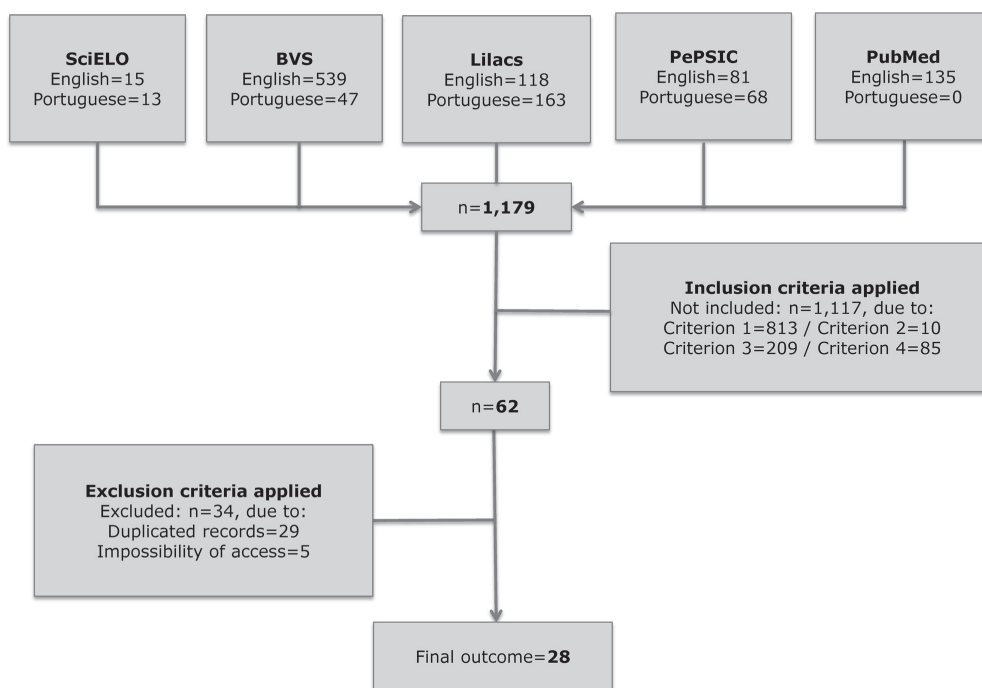 SciELO
English=15
Portuguese=13
BVS
English=539
Portuguese=47
Lilacs
English=118
Portuguese=163
PePSIC
English=81
Portuguese=68
PubMed
English=135
Portuguese=0
n=1,179
Inclusion criteria applied
Not included: n=1,117, due to:
Criterion 1=813 / Criterion 2=10
Criterion 3=209 / Criterion 4=85
n=62
Exclusion criteria applied
Excluded: n=34, due to:
Duplicated records=29
Impossibility of access=5
Final outcome=28